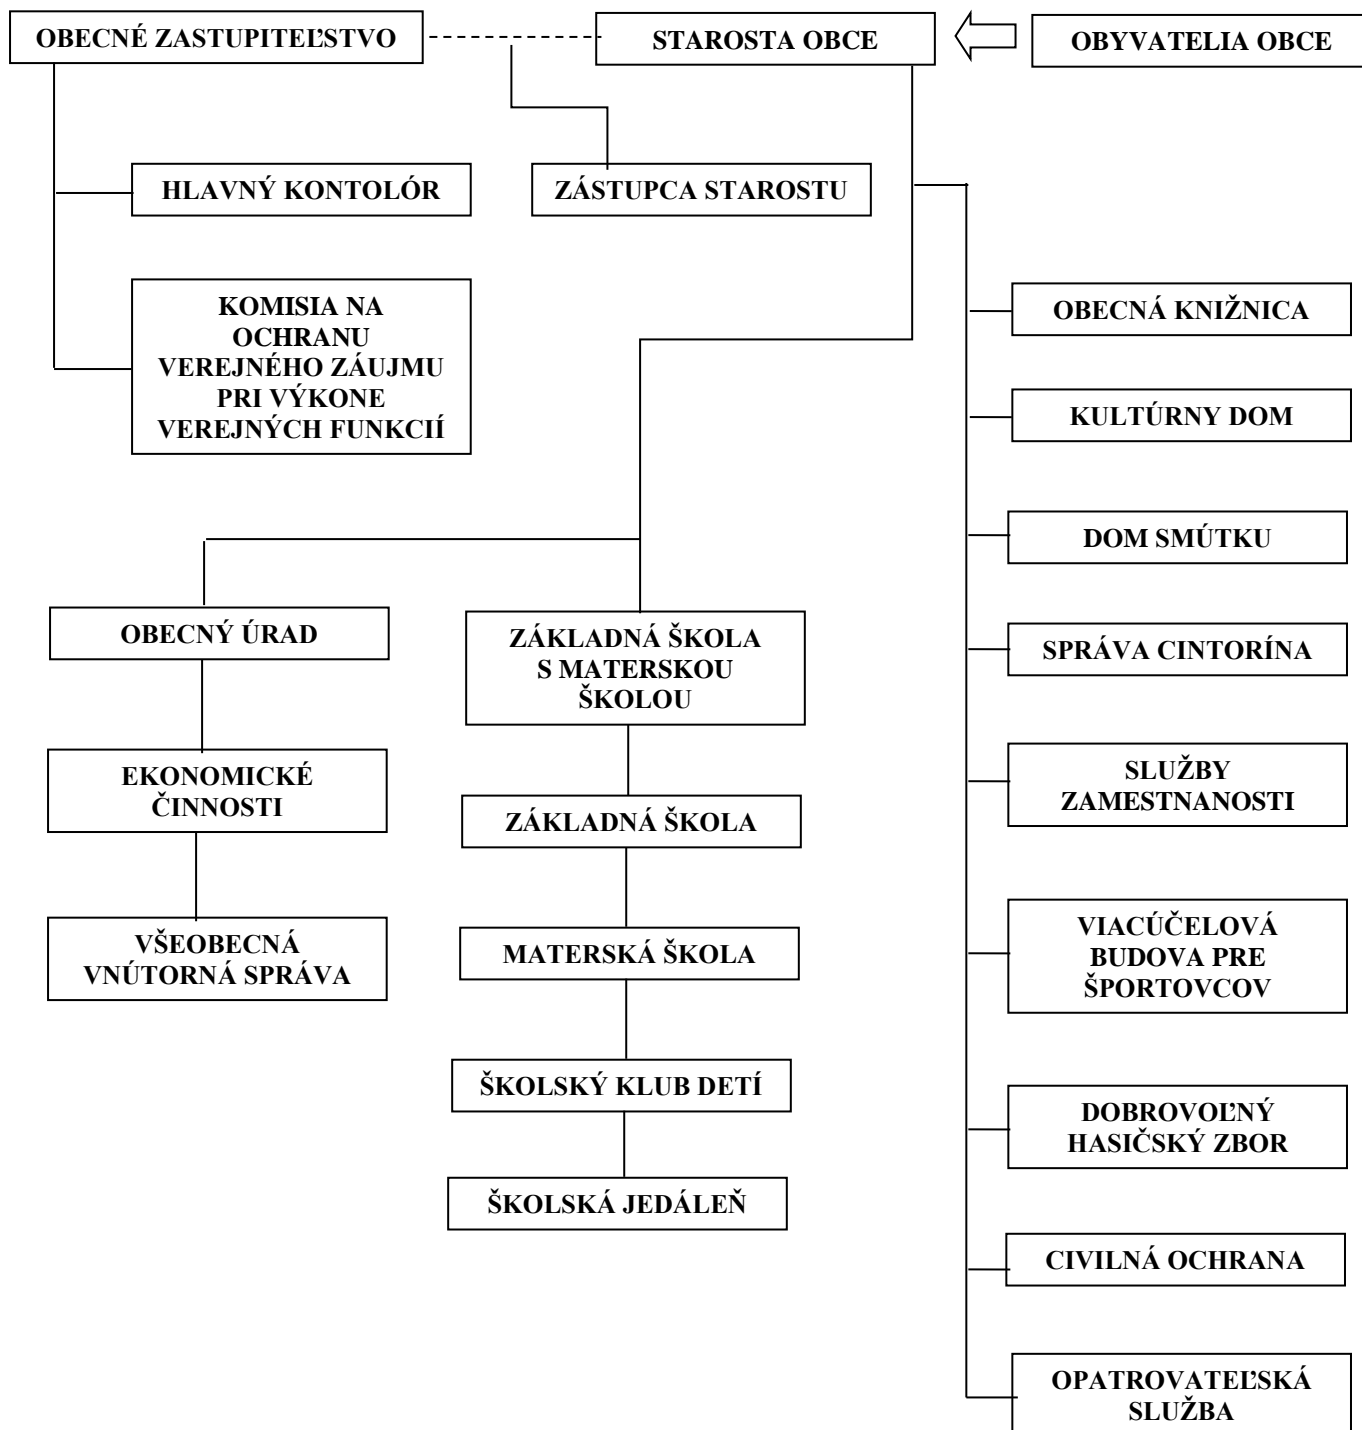 OBECNÉ ZASTUPITEĽSTVO
STAROSTA OBCE
OBYVATELIA OBCE
HLAVNÝ KONTOLÓR
ZÁSTUPCA STAROSTU
KOMISIA NA
OCHRANU
VEREJNÉHO ZÁUJMU
PRI VÝKONE
VEREJNÝCH FUNKCIÍ
OBECNÁ KNIŽNICA
KULTÚRNY DOM
DOM SMÚTKU
SPRÁVA CINTORÍNA
SLUŽBY
ZAMESTNANOSTI
VIACÚČELOVÁ
BUDOVA PRE
ŠPORTOVCOV
DOBROVOĽNÝ
HASIČSKÝ ZBOR
CIVILNÁ OCHRANA
OPATROVATEĽSKÁ
SLUŽBA
OBECNÝ ÚRAD
EKONOMICKÉ
ČINNOSTI
VŠEOBECNÁ
VNÚTORNÁ SPRÁVA
ZÁKLADNÁ ŠKOLA
S MATERSKOU
ŠKOLOU
ZÁKLADNÁ ŠKOLA
MATERSKÁ ŠKOLA
ŠKOLSKÝ KLUB DETÍ
ŠKOLSKÁ JEDÁLEŇ